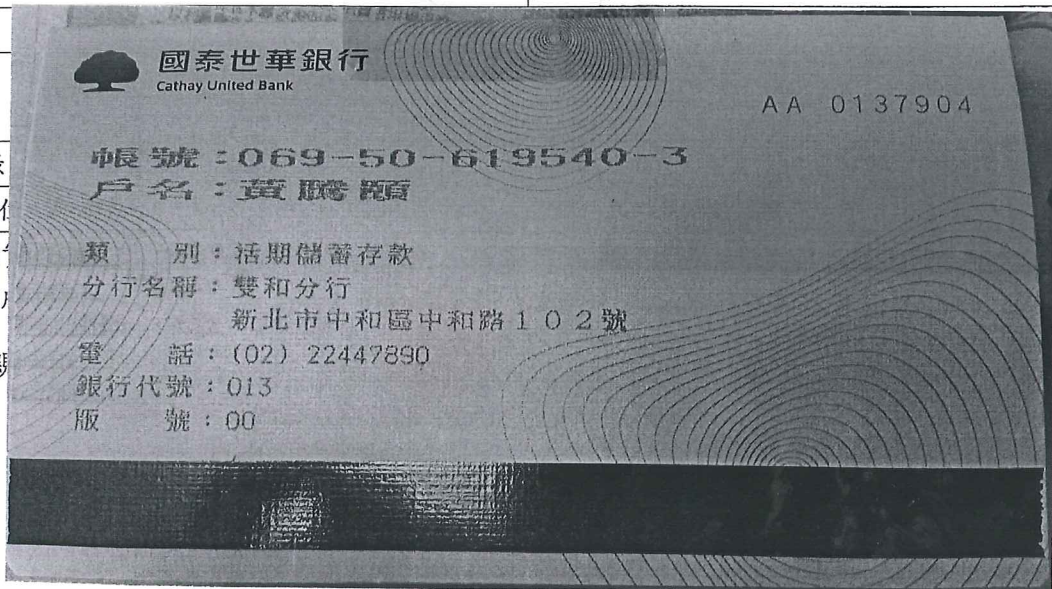 國泰世華銀行
Cathay United Bank
AA 0137904
帳號：069-50-619540-3
戶名：黃騰頤
類 別：活期儲蓄存款
分行名稱：雙和分行
新北市中和區中和路１０２號
電 話：(02) 22447890
銀行代號：013
版 號：00